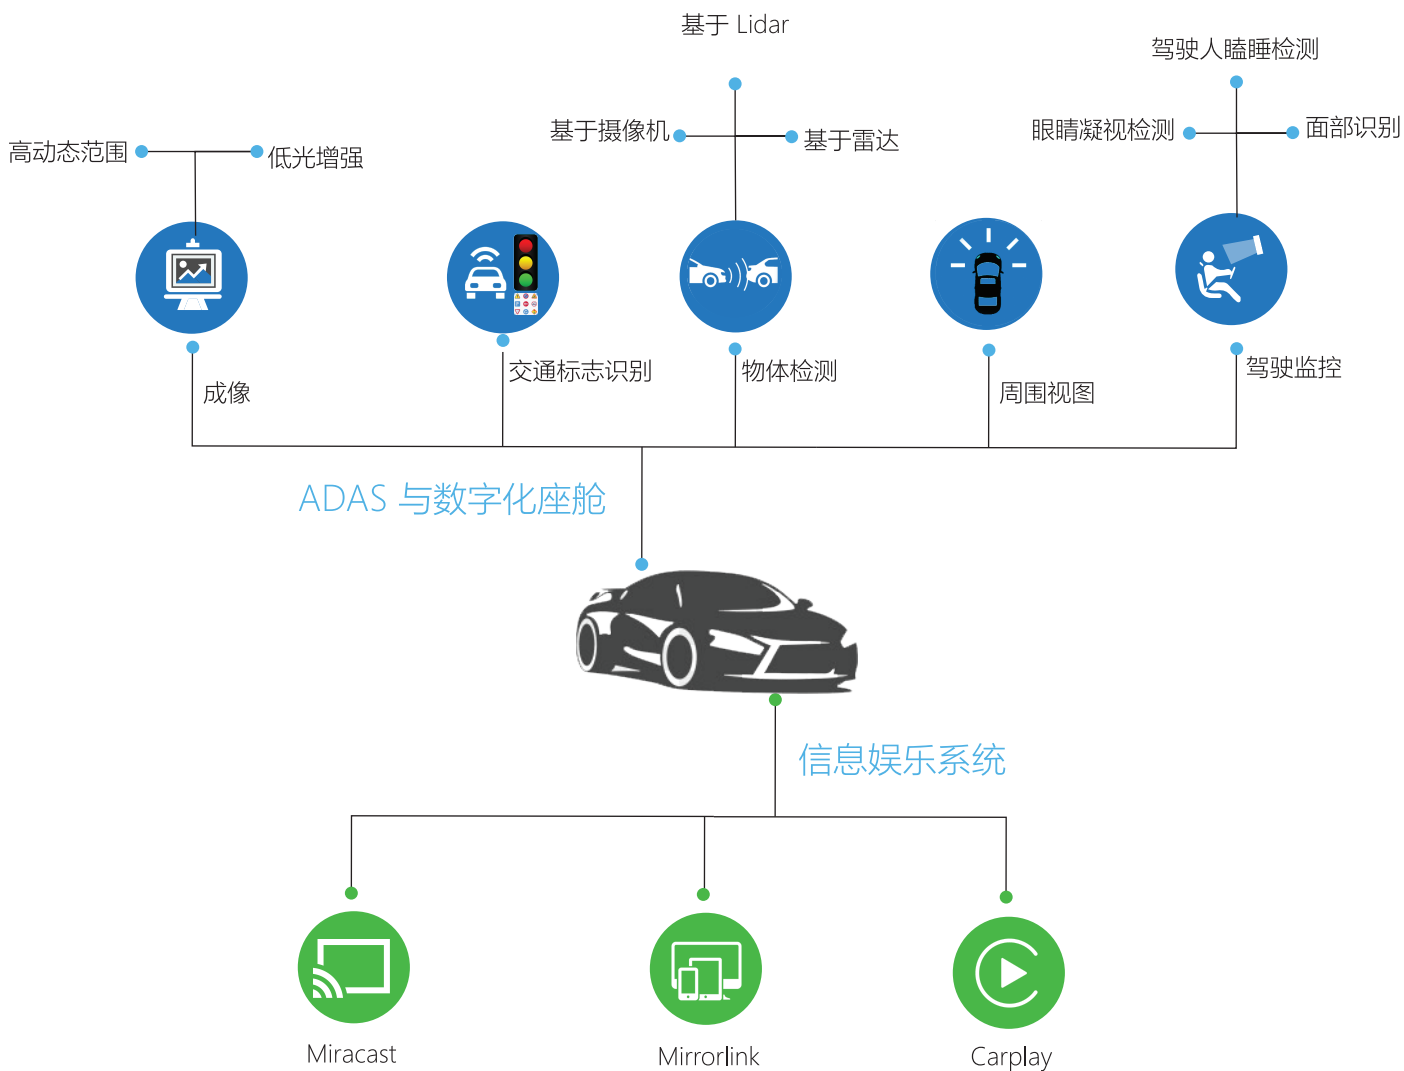 基于 Lidar
驾驶人瞌睡检测
基于摄像机
基于雷达
眼睛凝视检测
面部识别
高动态范围
低光增强
成像
交通标志识别
物体检测
周围视图
驾驶监控
ADAS 与数字化座舱
信息娱乐系统
Miracast
Mirrorlink
Carplay